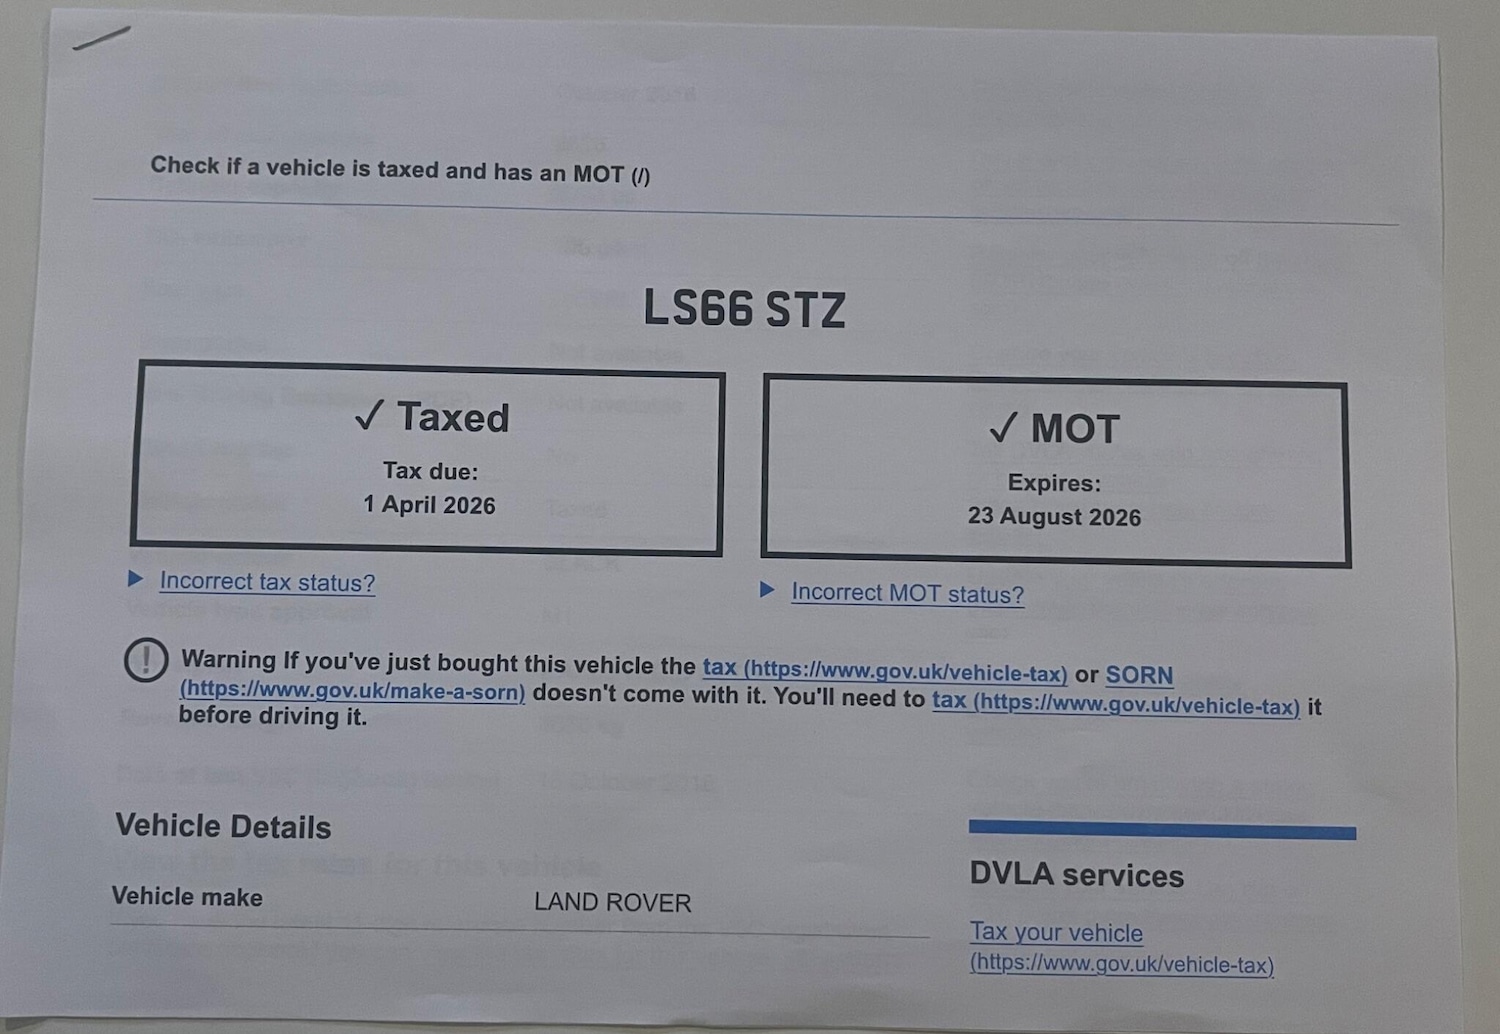 Check if a vehicle is taxed and has an MOT (/)
LS66 STZ
✓ Taxed
Tax due:
1 April 2026
✓ MOT
Expires:
23 August 2026
Incorrect tax status?
Incorrect MOT status?
Warning If you've just bought this vehicle the tax (https://www.gov.uk/vehicle-tax) or SORN
(https://www.gov.uk/make-a-sorn) doesn't come with it. You'll need to tax (https://www.gov.uk/vehicle-tax) it
before driving it.
Vehicle Details
Vehicle make LAND ROVER
DVLA services
Tax your vehicle
(https://www.gov.uk/vehicle-tax)